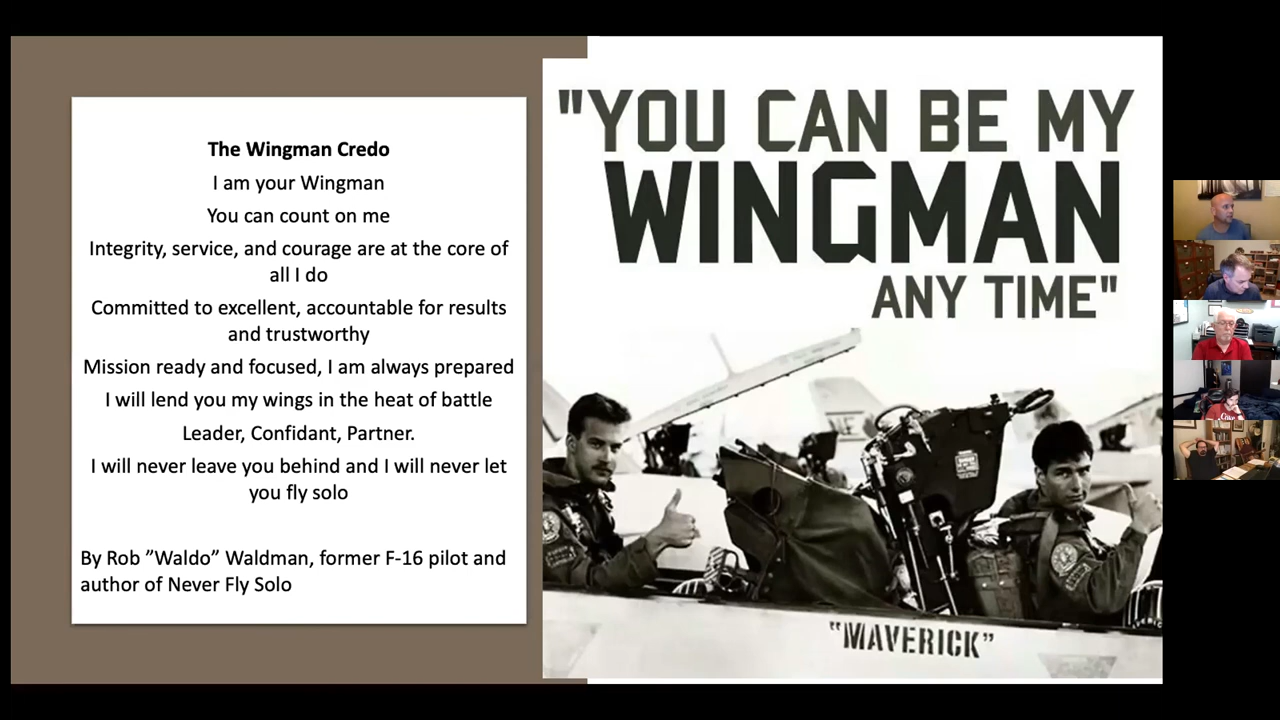 The Wingman Credo
I am your Wingman
You can count on me
Integrity, service, and courage are at the core of
all I do
Committed to excellent, accountable for results
and trustworthy
Mission ready and focused, I am always prepared
I will lend you my wings in the heat of battle
Leader, Confidant, Partner.
I will never leave you behind and I will never let
you fly solo
By Rob ”Waldo” Waldman, former F-16 pilot and
author of Never Fly Solo
"YOU CAN BE MY
WINGMAN
ANY TIME"
"MAVERICK"